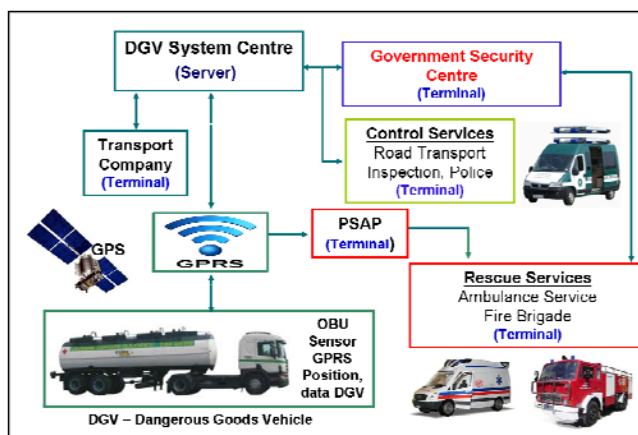 DGV System Centre
(Server)
Government Security
Centre
(Terminal)
Transport
Company
(Terminal)
Control Services
Road Transport
Inspection, Police
(Terminal)
GPS
GPRS
PSAP
(Terminal)
Rescue Services
Ambulance Service
Fire Brigade
(Terminal)
OBU
Sensor
GPRS
Position,
data DGV
DGV – Dangerous Goods Vehicle